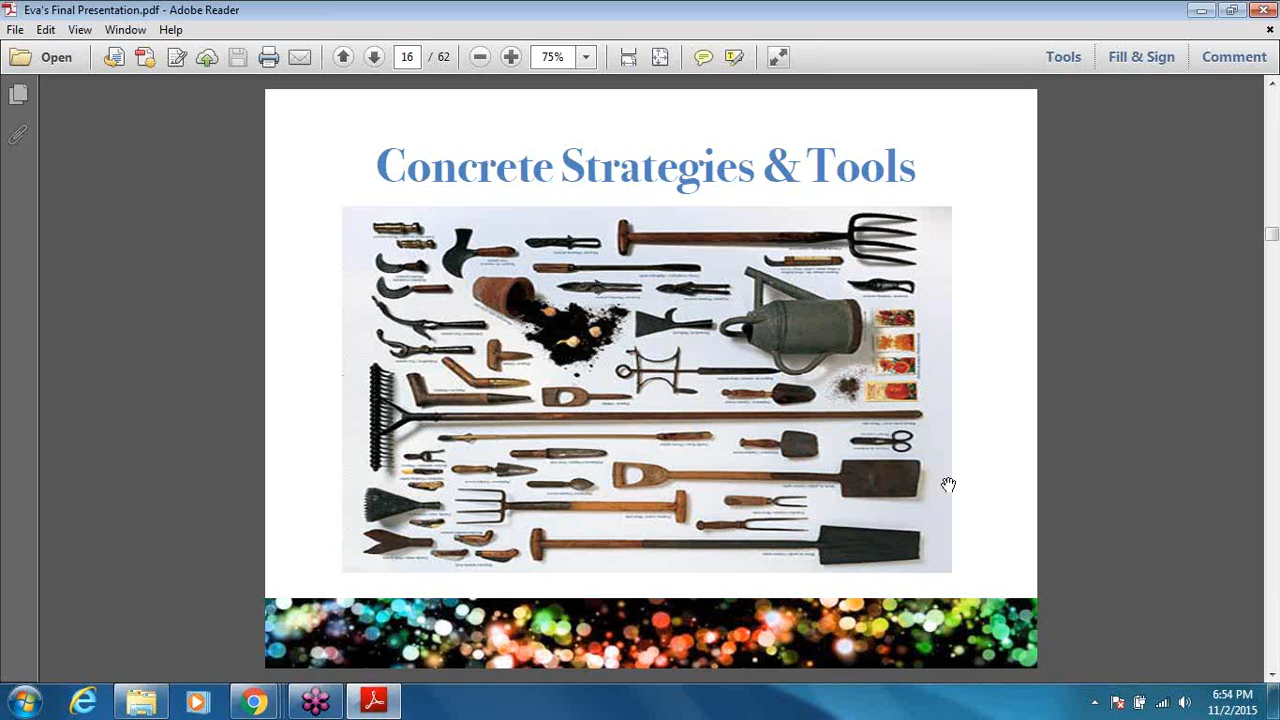 Eva's Final Presentation.pdf - Adobe Reader
File Edit View Window Help
Open 16 / 62 75% Tools Fill & Sign Comment
Concrete Strategies & Tools
6:54 PM
11/2/2015